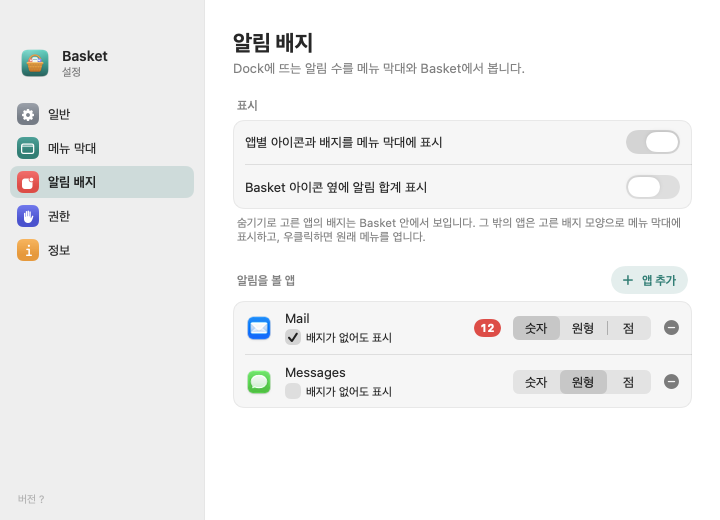 Basket
설정
일반
메뉴 막대
알림 배지
권한
정보
버전 ?
알림 배지
Dock에 뜨는 알림 수를 메뉴 막대와 Basket에서 봅니다.
표시
앱별 아이콘과 배지를 메뉴 막대에 표시
Basket 아이콘 옆에 알림 합계 표시
숨기기로 고른 앱의 배지는 Basket 안에서 보입니다. 그 밖의 앱은 고른 배지 모양으로 메뉴 막대에
표시하고, 우클릭하면 원래 메뉴를 엽니다.
알림을 볼 앱
+ 앱 추가
Mail
배지가 없어도 표시
12
숫자 원형 점
Messages
배지가 없어도 표시
숫자 원형 점